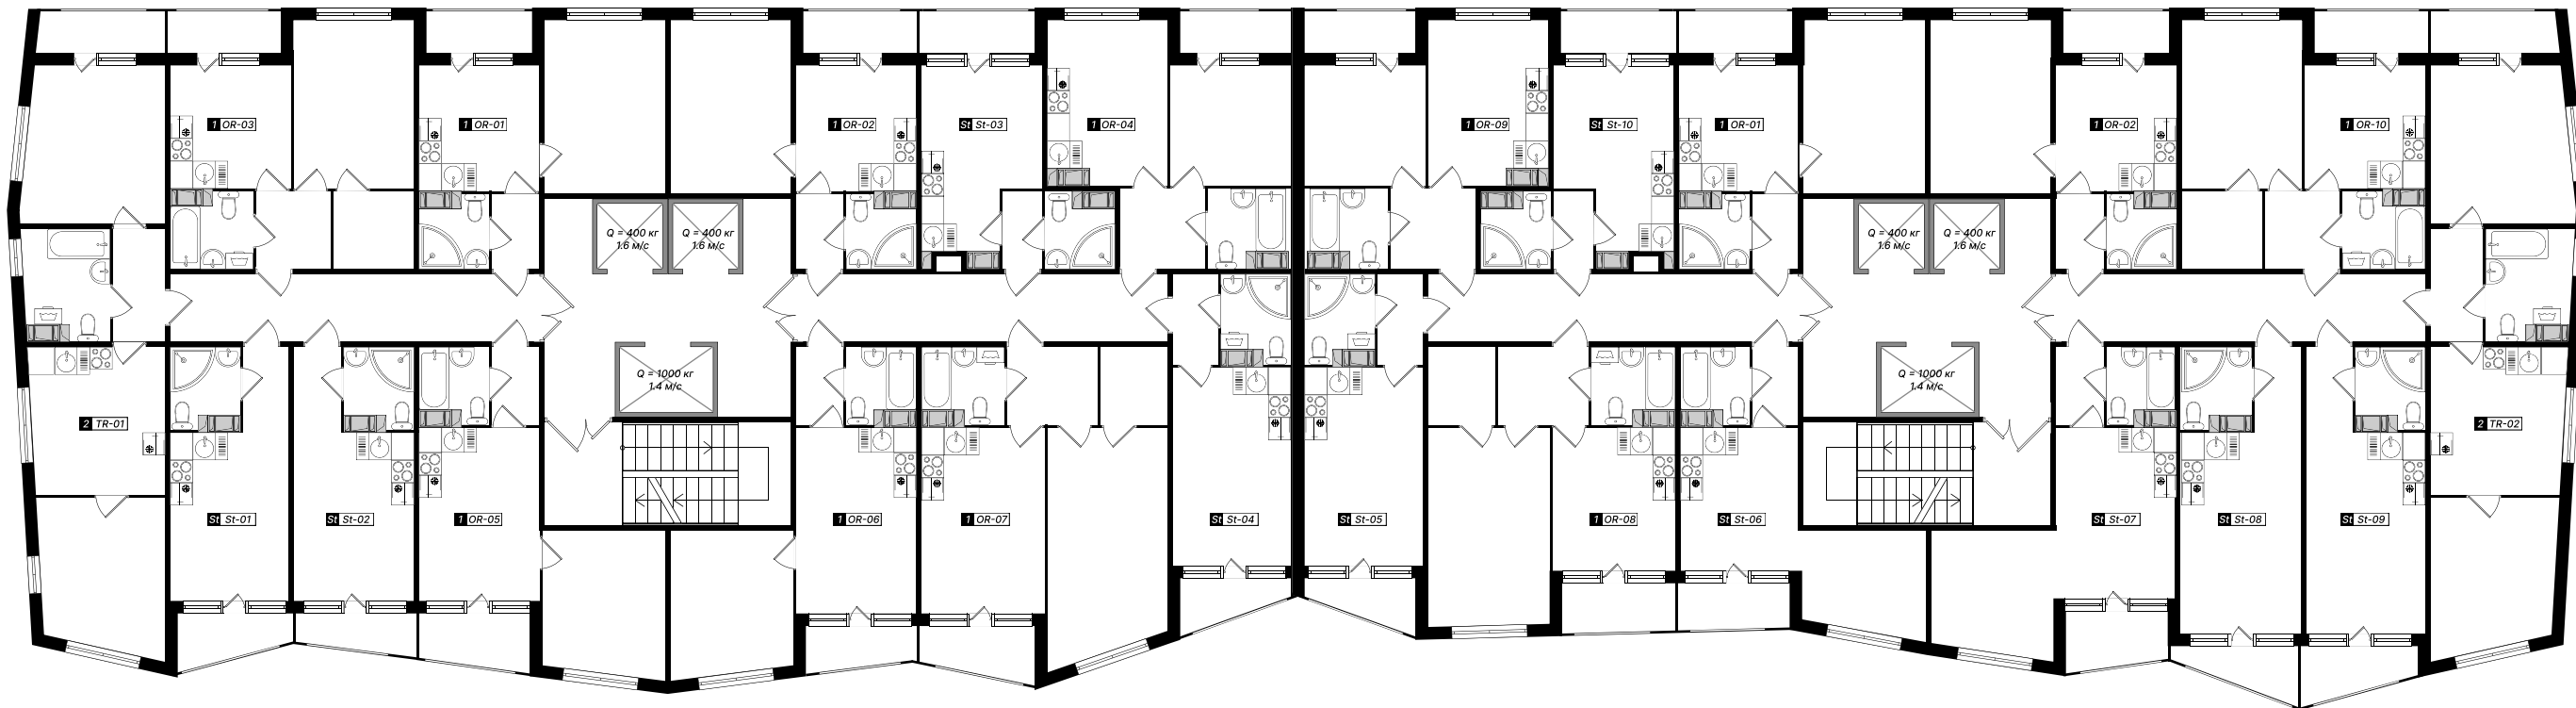 1 OR-03
1 OR-01
1 OR-02
St St-03
1 OR-04
1 OR-09
St St-10
1 OR-01
1 OR-02
1 OR-10
Q = 400 кг
1.6 м/с
Q = 400 кг
1.6 м/с
Q = 400 кг
1.6 м/с
Q = 400 кг
1.6 м/с
Q = 1000 кг
1.4 м/с
Q = 1000 кг
1.4 м/с
2 TR-01
2 TR-02
St St-01
St St-02
1 OR-05
1 OR-06
1 OR-07
St St-04
St St-05
1 OR-08
St St-06
St St-07
St St-08
St St-09